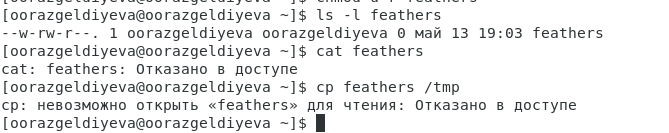 [oorazgeldiyeva@oorazgeldiyeva ~]$ ls -l feathers
--w-rw-r--. 1 oorazgeldiyeva oorazgeldiyeva 0 май 13 19:03 feathers
[oorazgeldiyeva@oorazgeldiyeva ~]$ cat feathers
cat: feathers: Отказано в доступе
[oorazgeldiyeva@oorazgeldiyeva ~]$ cp feathers /tmp
cp: невозможно открыть «feathers» для чтения: Отказано в доступе
[oorazgeldiyeva@oorazgeldiyeva ~]$